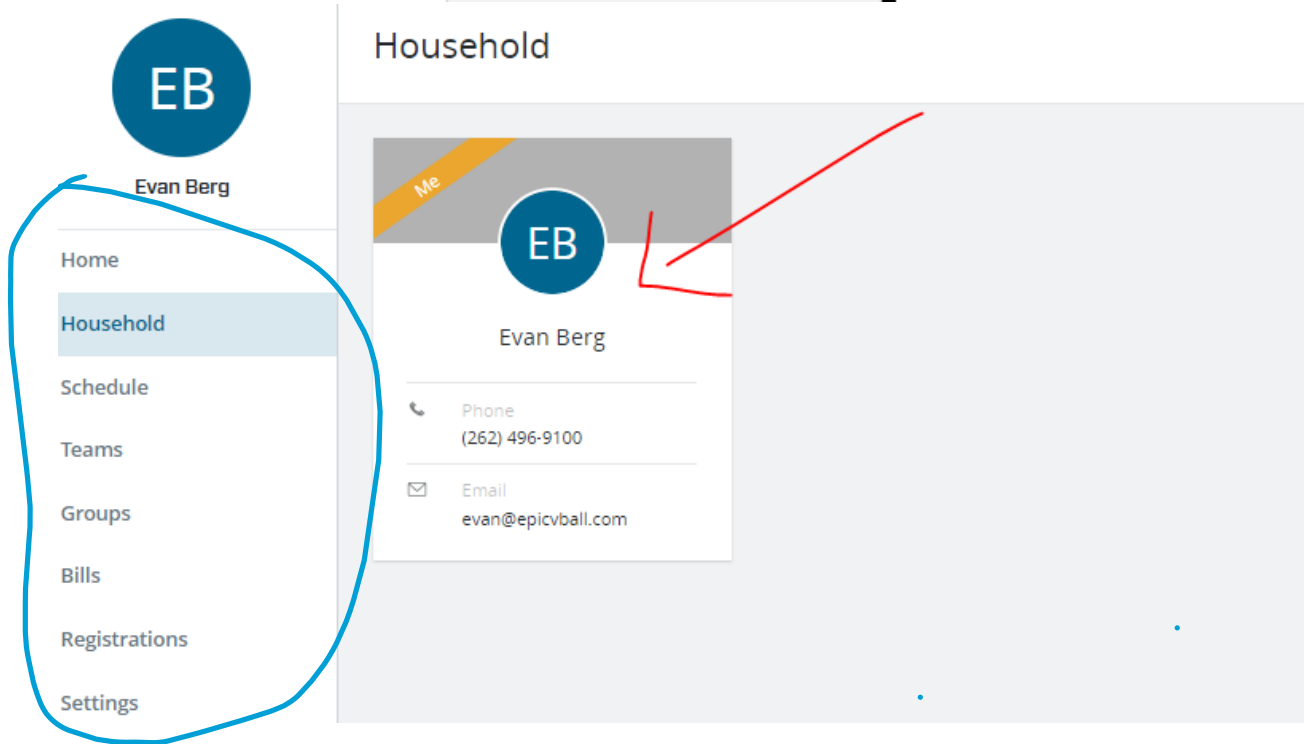 EB
Evan Berg
Home
Household
Schedule
Teams
Groups
Bills
Registrations
Settings
Household
Me
EB
Evan Berg
Phone
(262) 496-9100
Email
evan@epicvball.com